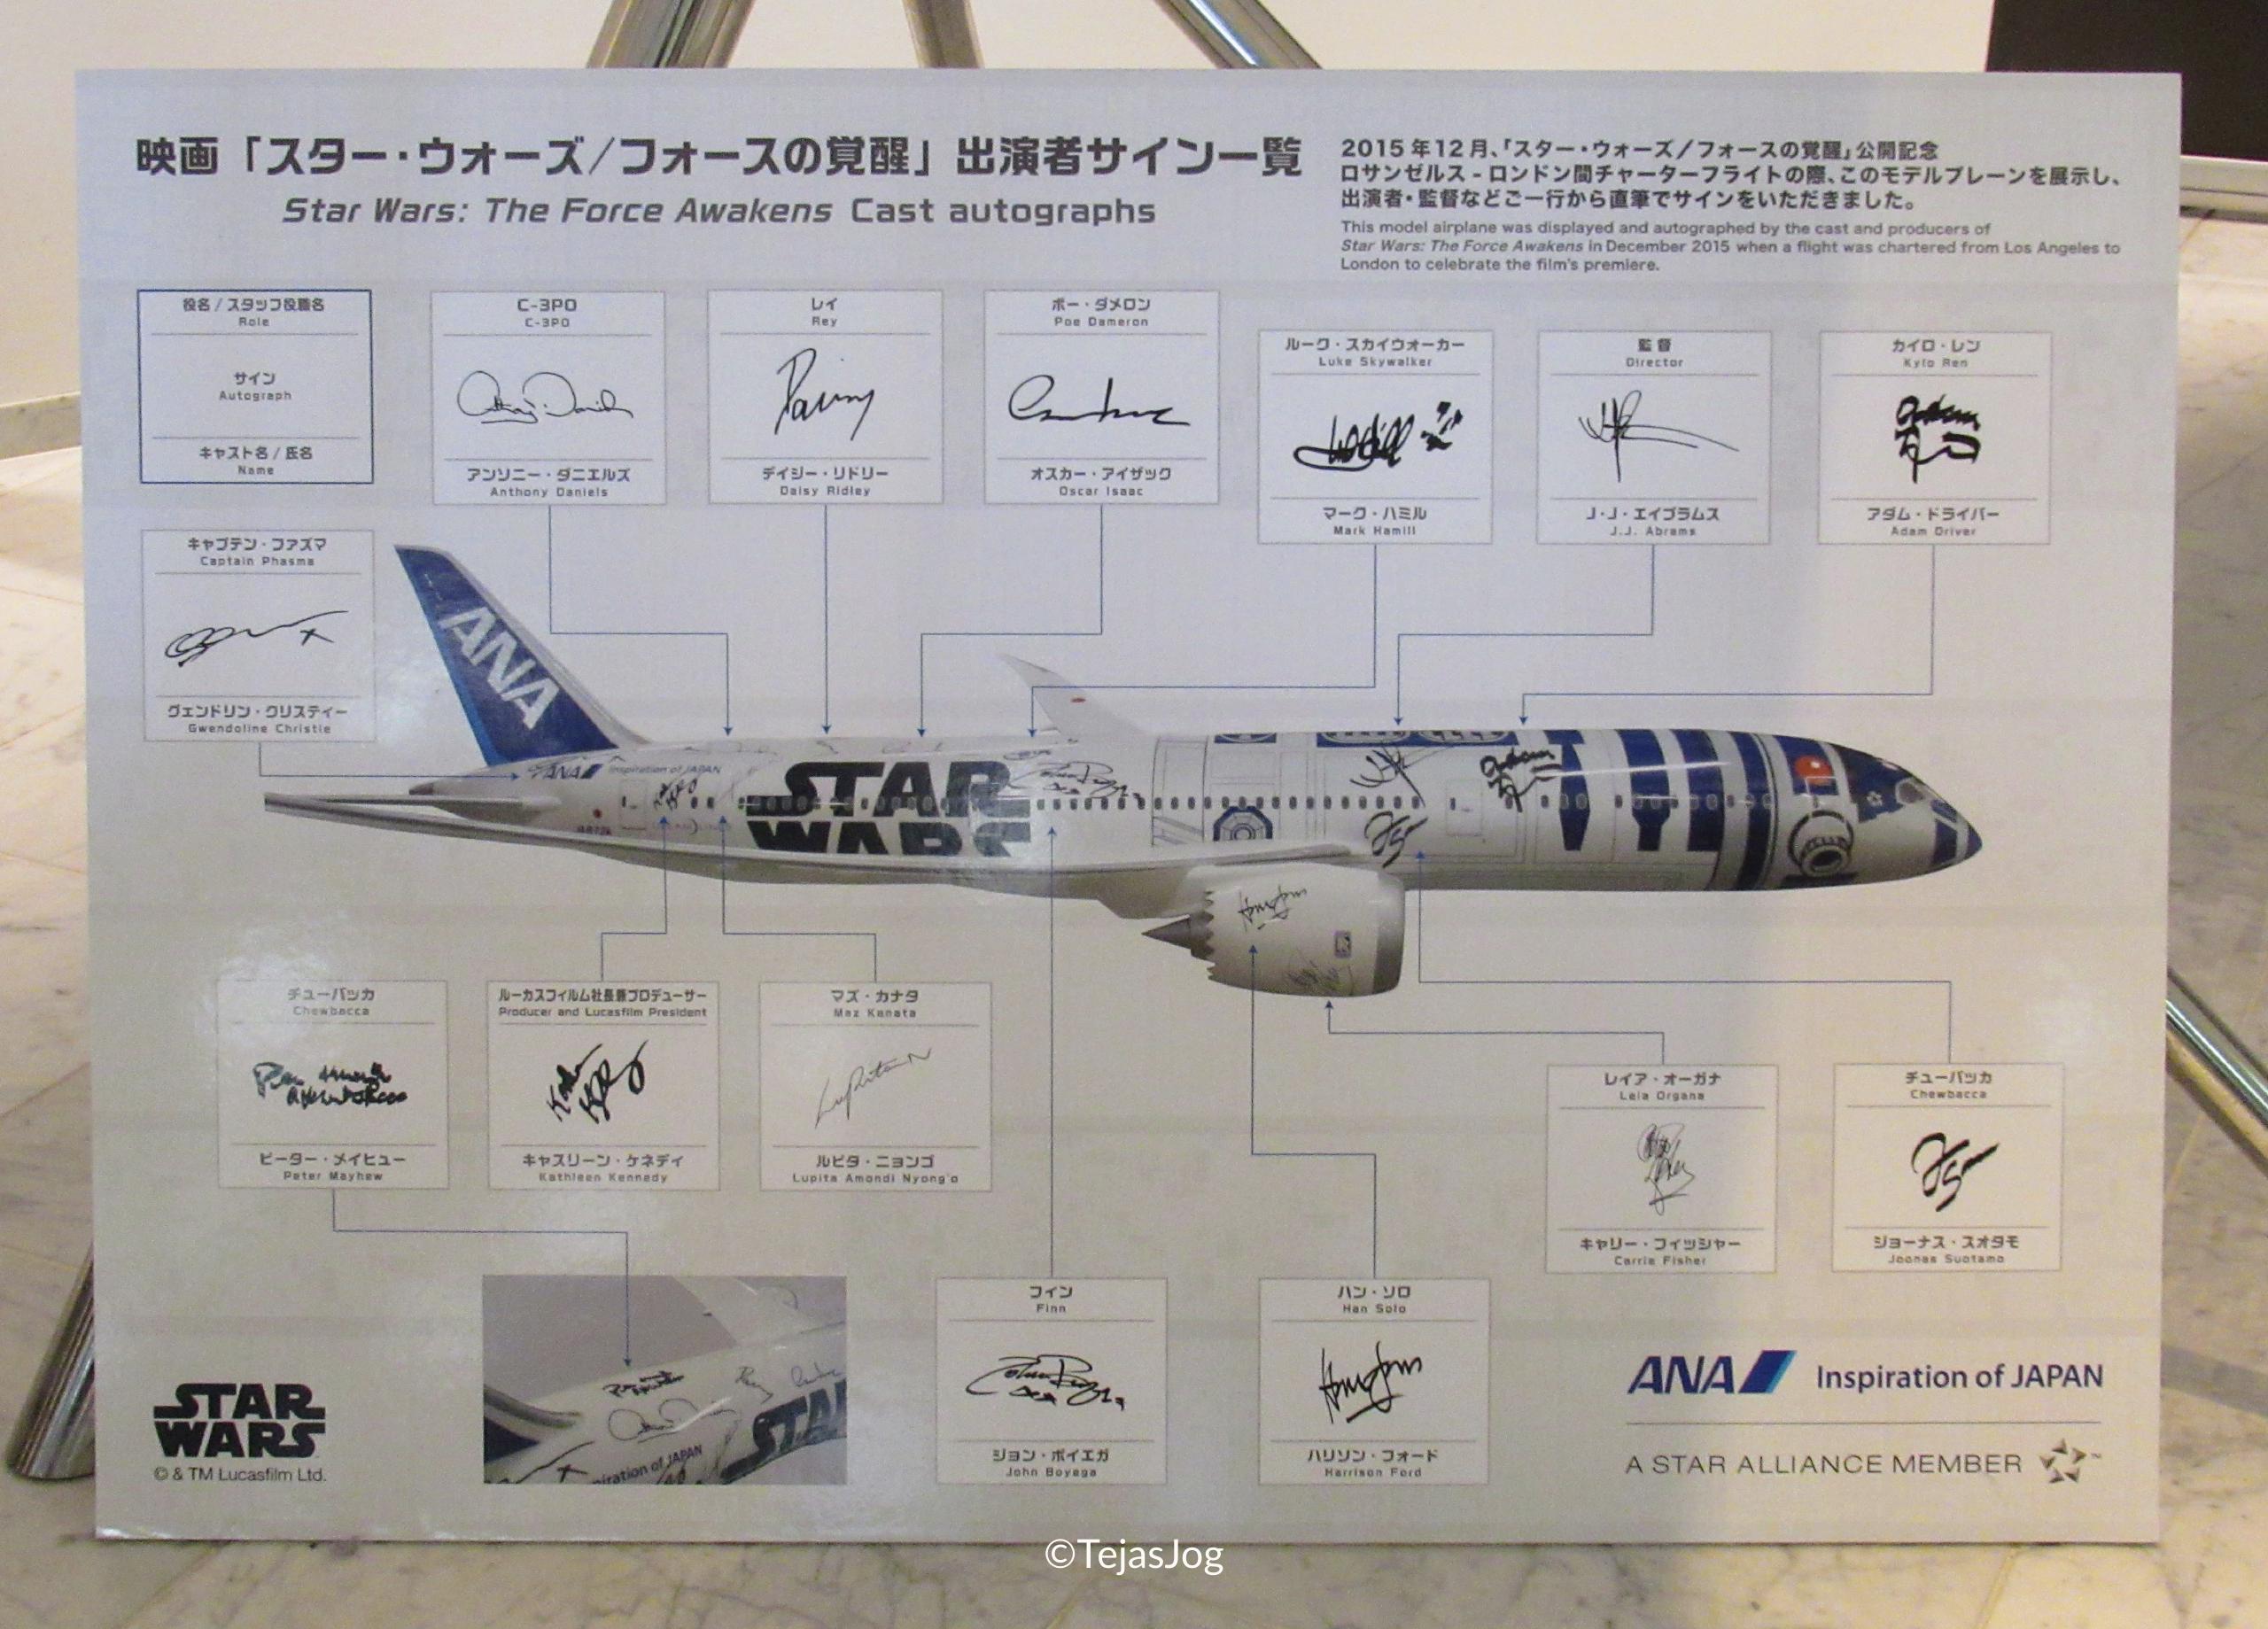 映画「スター・ウォーズ/フォースの覚醒」出演者サイン一覧
Star Wars: The Force Awakens Cast autographs
2015年12月、「スター・ウォーズ/フォースの覚醒」公開記念
ロサンゼルス-ロンドン間チャーターフライトの際、このモデルプレーンを展示し、
出演者・監督などご一行から直筆でサインをいただきました。
This model airplane was displayed and autographed by the cast and producers of
Star Wars: The Force Awakens in December 2015 when a flight was chartered from Los Angeles to
London to celebrate the film's premiere.
役名 / スタッフ役職名
Role
サイン
Autograph
キャスト名 / 氏名
Name
C-3PO
C-3PO
アンソニー・ダニエルズ
Anthony Daniels
レイ
Rey
デイジー・リドリー
Daisy Ridley
ポー・ダメロン
Poe Dameron
オスカー・アイザック
Oscar Isaac
ルーク・スカイウォーカー
Luke Skywalker
マーク・ハミル
Mark Hamill
監督
Director
J・J・エイブラムス
J.J. Abrams
カイロ・レン
Kylo Ren
アダム・ドライバー
Adam Driver
キャプテン・ファズマ
Captain Phasma
グェンドリン・クリスティー
Gwendoline Christie
ANA
ANA Inspiration of JAPAN
STAR
WARS
チューバッカ
Chewbacca
ピーター・メイヒュー
Peter Mayhew
ルーカスフィルム社長兼プロデューサー
Producer and Lucasfilm President
キャスリーン・ケネディ
Kathleen Kennedy
マズ・カナタ
Maz Kanata
ルピタ・ニョンゴ
Lupita Amondi Nyong'o
レイア・オーガナ
Leia Organa
キャリー・フィッシャー
Carrie Fisher
チューバッカ
Chewbacca
ジョーナス・スオタモ
Joonas Suotamo
フィン
Finn
ジョン・ボイエガ
John Boyega
ハン・ソロ
Han Solo
ハリソン・フォード
Harrison Ford
STAR
WARS
© & TM Lucasfilm Ltd.
iration of JAPAN
STAR
ANA Inspiration of JAPAN
A STAR ALLIANCE MEMBER
©TejasJog